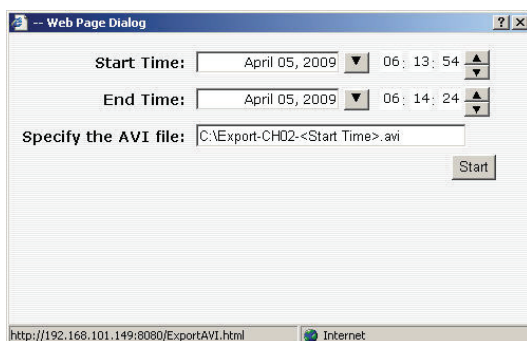 -- Web Page Dialog
Start Time: April 05, 2009 06: 13: 54
End Time: April 05, 2009 06: 14: 24
Specify the AVI file: C:\Export-CH02-<Start Time>.avi
Start
http://192.168.101.149:8080/ExportAVI.html Internet